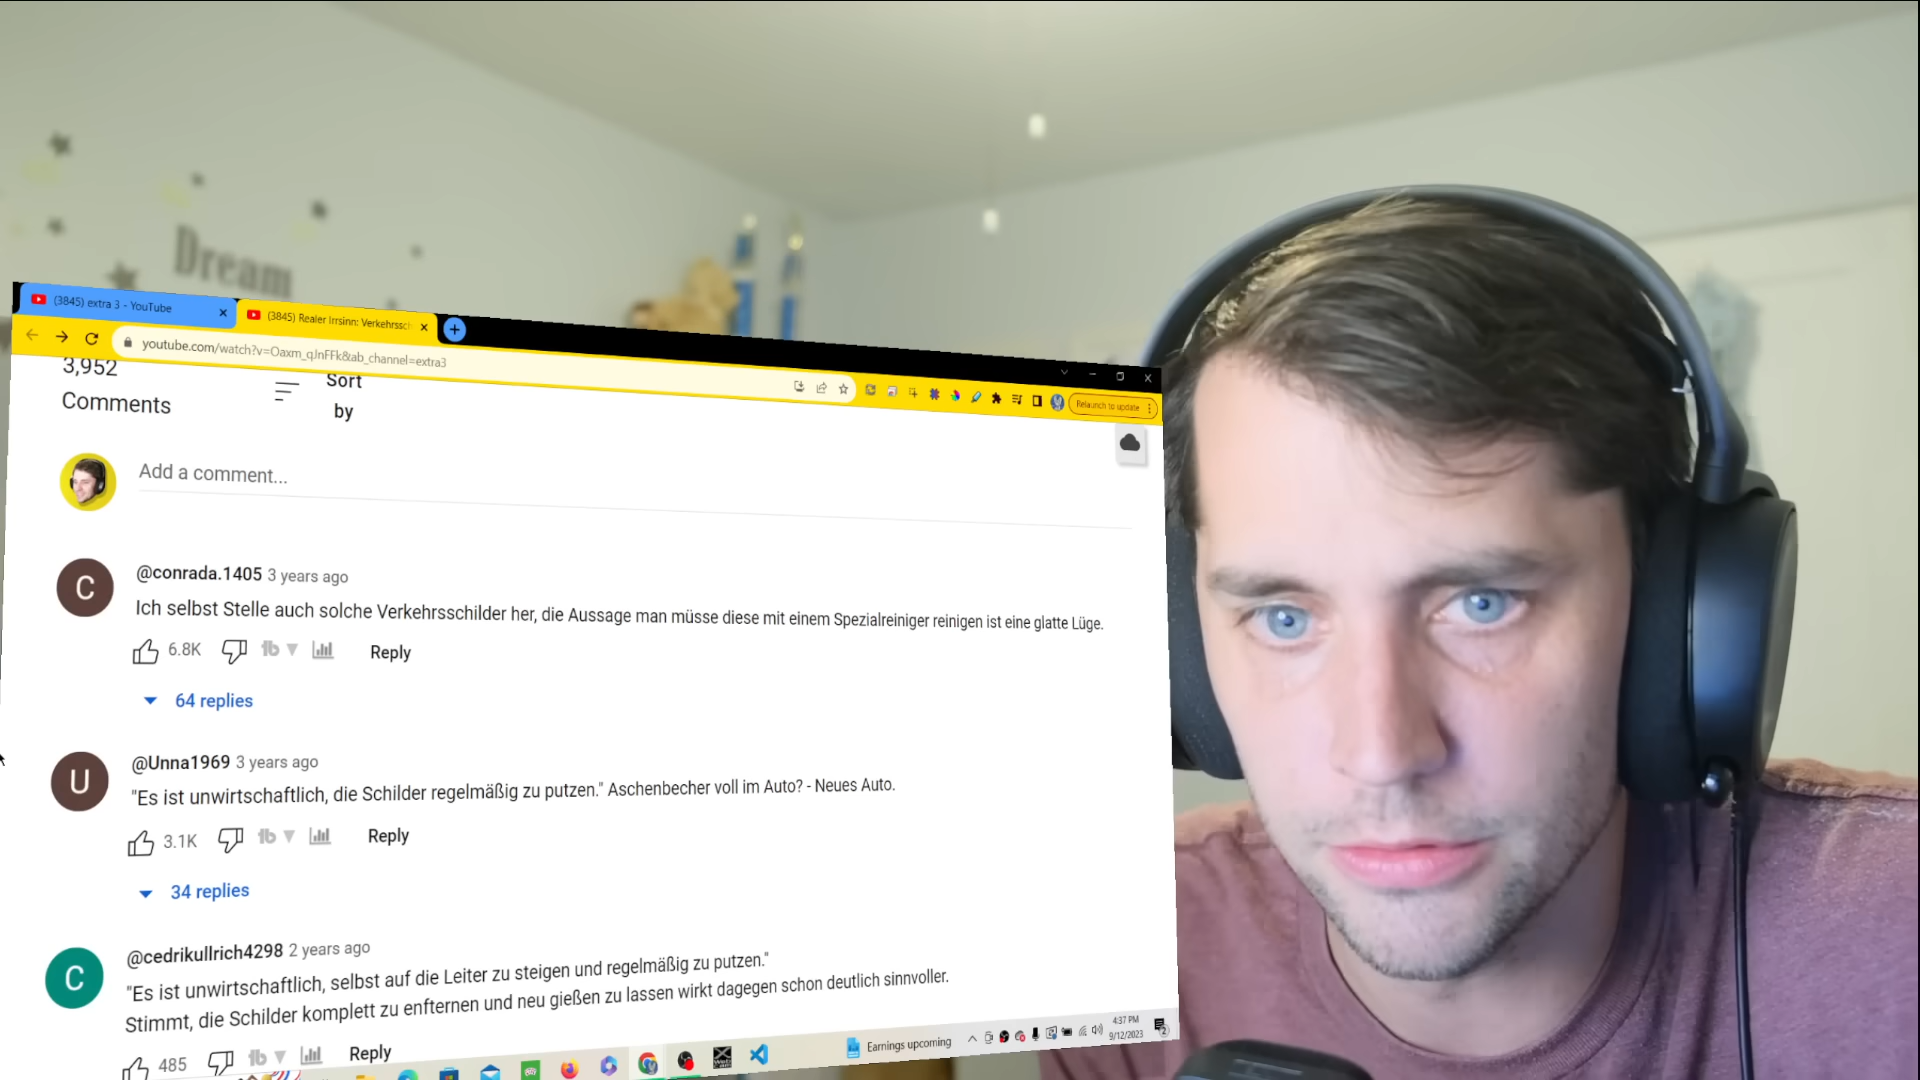 Dream
(3845) extra 3 - YouTube
(3845) Realer Irrsinn: Verkehrssc
youtube.com/watch?v=Oaxm_qJnFFk&ab_channel=extra3
Relaunch to update
3,952
Comments
Sort
by
Add a comment...
C
@conrada.1405 3 years ago
Ich selbst Stelle auch solche Verkehrsschilder her, die Aussage man müsse diese mit einem Spezialreiniger reinigen ist eine glatte Lüge.
6.8K
Reply
64 replies
U
@Unna1969 3 years ago
"Es ist unwirtschaftlich, die Schilder regelmäßig zu putzen." Aschenbecher voll im Auto? - Neues Auto.
3.1K
Reply
34 replies
C
@cedrikullrich4298 2 years ago
"Es ist unwirtschaftlich, selbst auf die Leiter zu steigen und regelmäßig zu putzen."
Stimmt, die Schilder komplett zu enfternen und neu gießen zu lassen wirkt dagegen schon deutlich sinnvoller.
485
Reply
Earnings upcoming
4:37 PM
9/12/2023
2